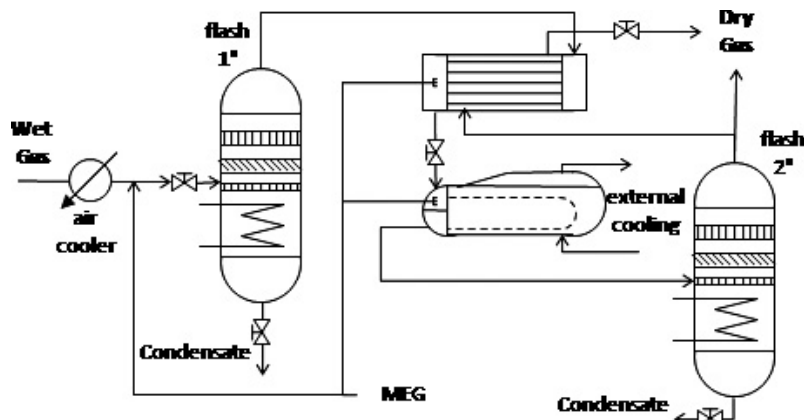 flash
1"
Dry
Gas
Wet
Gas
flash
2"
external
cooling
air
cooler
Condensate
MEG
Condensate